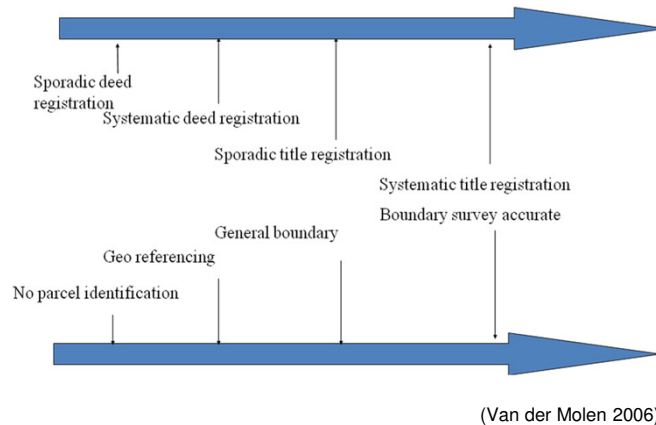 Sporadic deed
registration
Systematic deed registration
Sporadic title registration
Systematic title registration
Boundary survey accurate
General boundary
Geo referencing
No parcel identification
(Van der Molen 2006)